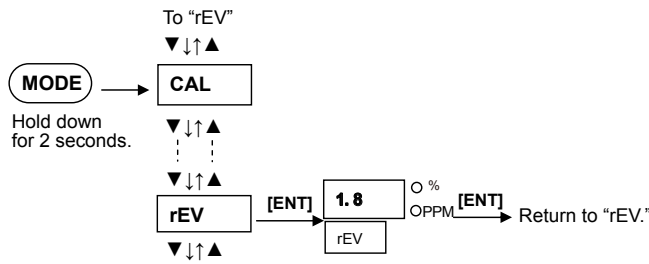 To “rEV”
▼↓↑▲
MODE
CAL
Hold down
for 2 seconds.
▼↓↑▲
▼↓↑▲
rEV
[ENT]
1.8
%
PPM
rEV
[ENT]
Return to “rEV.”
▼↓↑▲